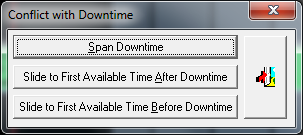 Conflict with Downtime
Span Downtime
Slide to First Available Time After Downtime
Slide to First Available Time Before Downtime